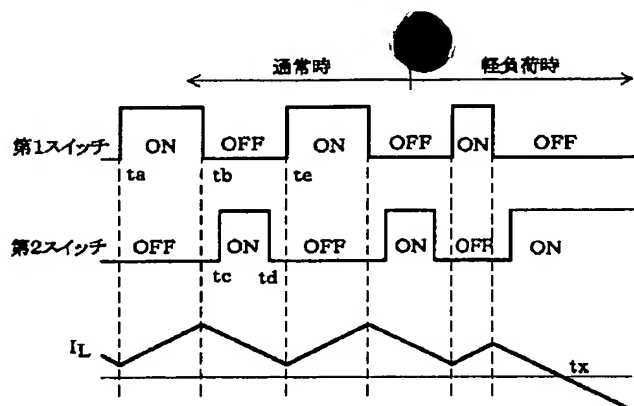 通常時 軽負荷時
第1スイッチ ON OFF ON OFF ON OFF
ta tb te
第2スイッチ OFF ON OFF ON OFF ON
tc td
IL tx